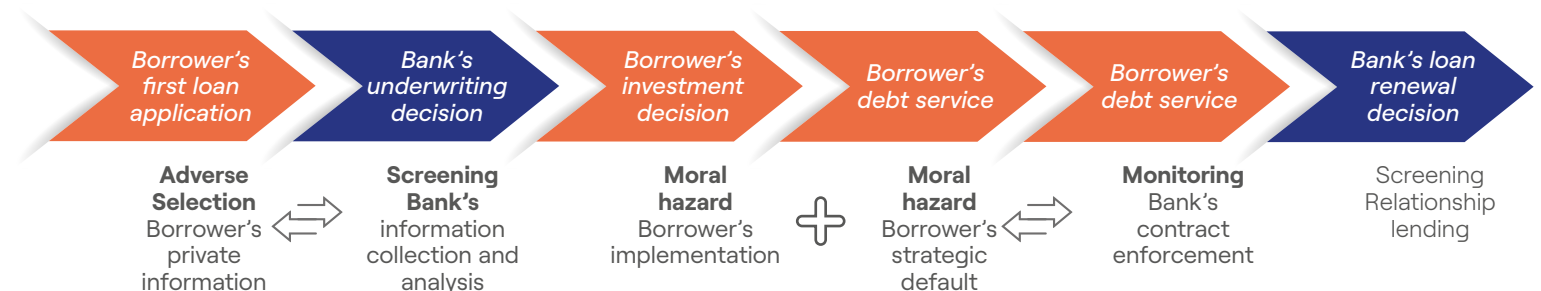 Borrower's
first loan
application
Bank's
underwriting
decision
Borrower's
investment
decision
Borrower's
debt service
Borrower's
debt service
Bank's loan
renewal
decision
Adverse
Selection
Borrower's
private
information
Screening
Bank's
information
collection and
analysis
Moral
hazard
Borrower's
implementation
Moral
hazard
Borrower's
strategic
default
Monitoring
Bank's
contract
enforcement
Screening
Relationship
lending